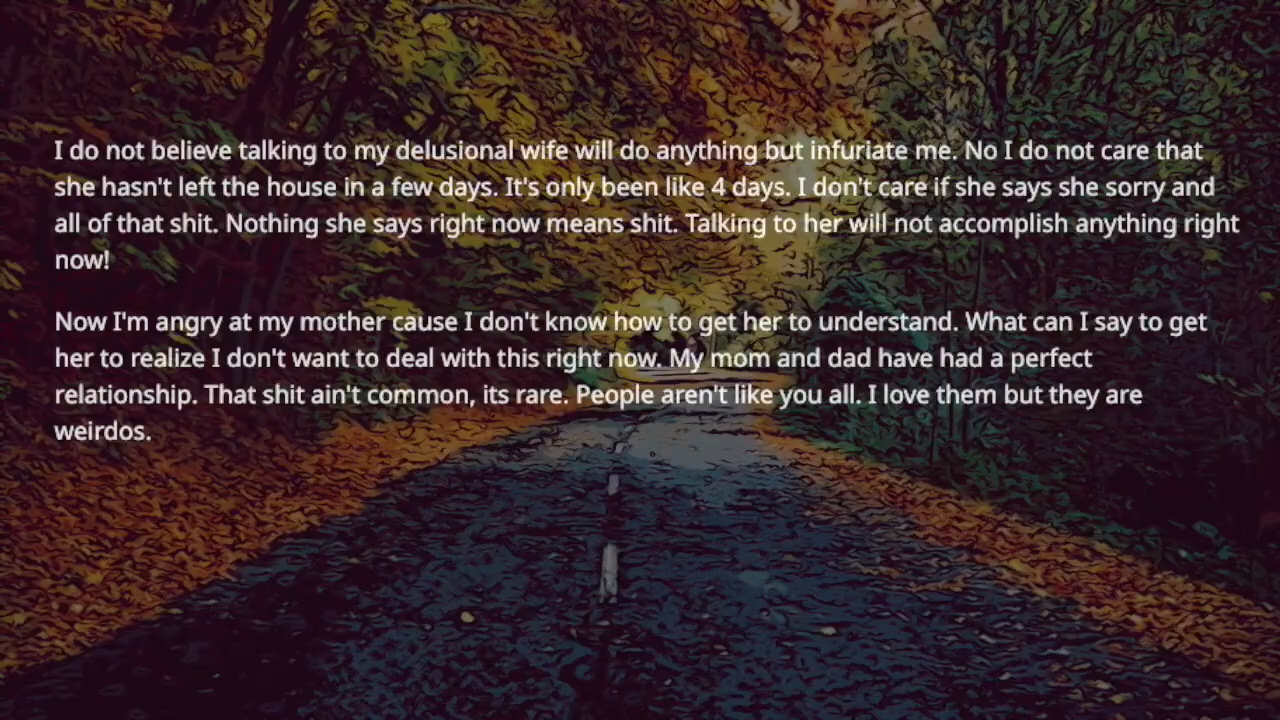 I do not believe talking to my delusional wife will do anything but infuriate me. No I do not care that
she hasn't left the house in a few days. It's only been like 4 days. I don't care if she says she sorry and
all of that shit. Nothing she says right now means shit. Talking to her will not accomplish anything right
now!
Now I'm angry at my mother cause I don't know how to get her to understand. What can I say to get
her to realize I don't want to deal with this right now. My mom and dad have had a perfect
relationship. That shit ain't common, its rare. People aren't like you all. I love them but they are
weirdos.